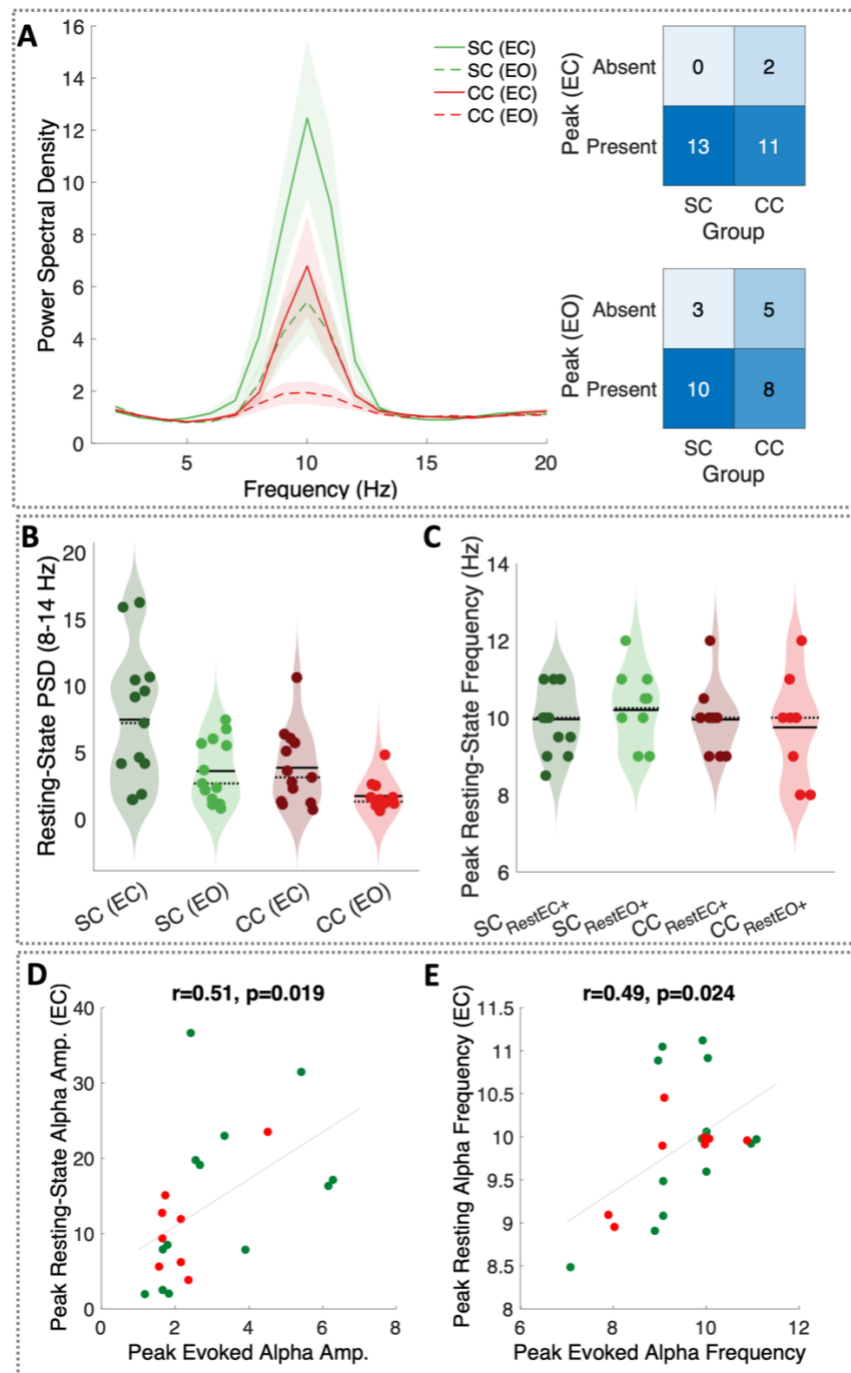 A
16
14
12
10
8
6
4
2
0
Power Spectral Density
5
10
15
20
Frequency (Hz)
SC (EC)
SC (EO)
CC (EC)
CC (EO)
Peak (EC)
Absent
Present
0
2
13
11
SC
CC
Group
Peak (EO)
Absent
Present
3
5
10
8
SC
CC
Group
B
Resting-State PSD (8-14 Hz)
20
15
10
5
0
SC (EC)
SC (EO)
CC (EC)
CC (EO)
C
Peak Resting-State Frequency (Hz)
14
12
10
8
6
SC RestEC+
SC RestEO+
CC RestEC+
CC RestEO+
D
r=0.51, p=0.019
Peak Resting-State Alpha Amp. (EC)
40
30
20
10
0
0
2
4
6
8
Peak Evoked Alpha Amp.
E
r=0.49, p=0.024
Peak Resting Alpha Frequency (EC)
11.5
11
10.5
10
9.5
9
8.5
8
6
8
10
12
Peak Evoked Alpha Frequency